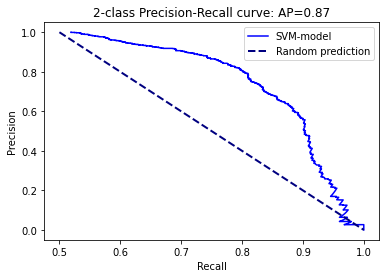 2-class Precision-Recall curve: AP=0.87
SVM-model
Random prediction
Precision
1.0
0.8
0.6
0.4
0.2
0.0
0.5 0.6 0.7 0.8 0.9 1.0
Recall